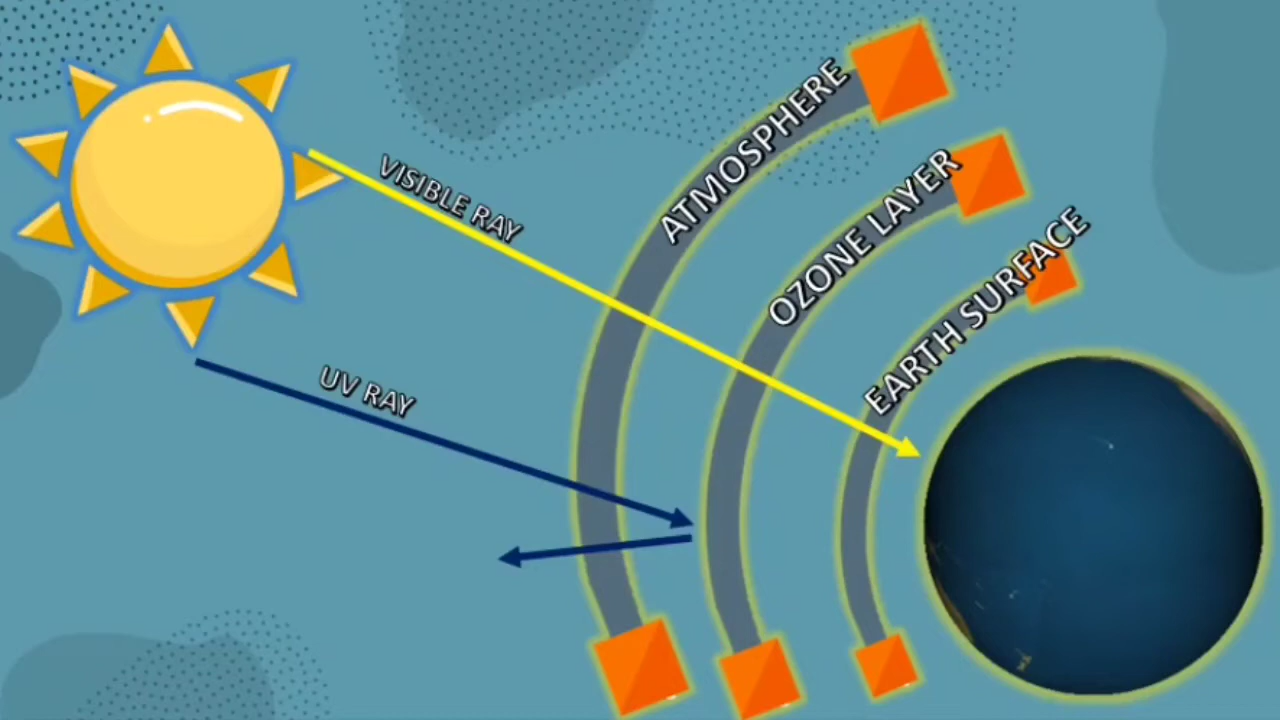 VISIBLE RAY
UV RAY
ATMOSPHERE
OZONE LAYER
EARTH SURFACE